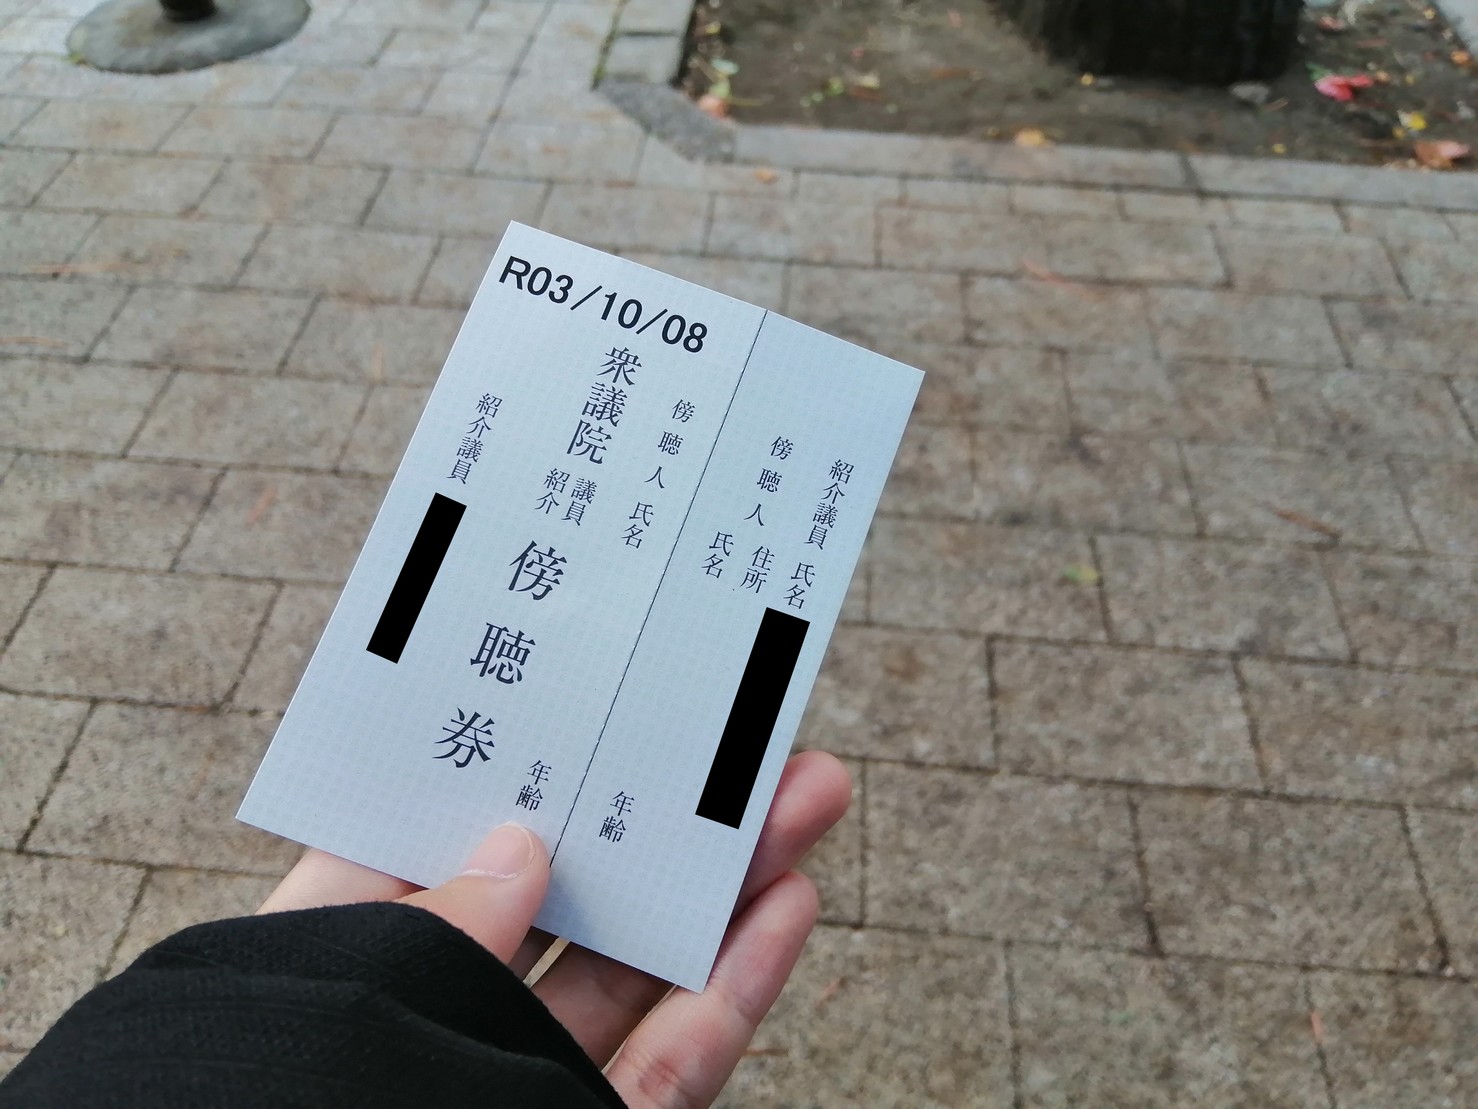 R03/10/08
紹介議員 氏名
傍聴人 住所
氏名
年齢
傍聴人 氏名
年齢
衆議院 議員紹介 傍聴券
紹介議員